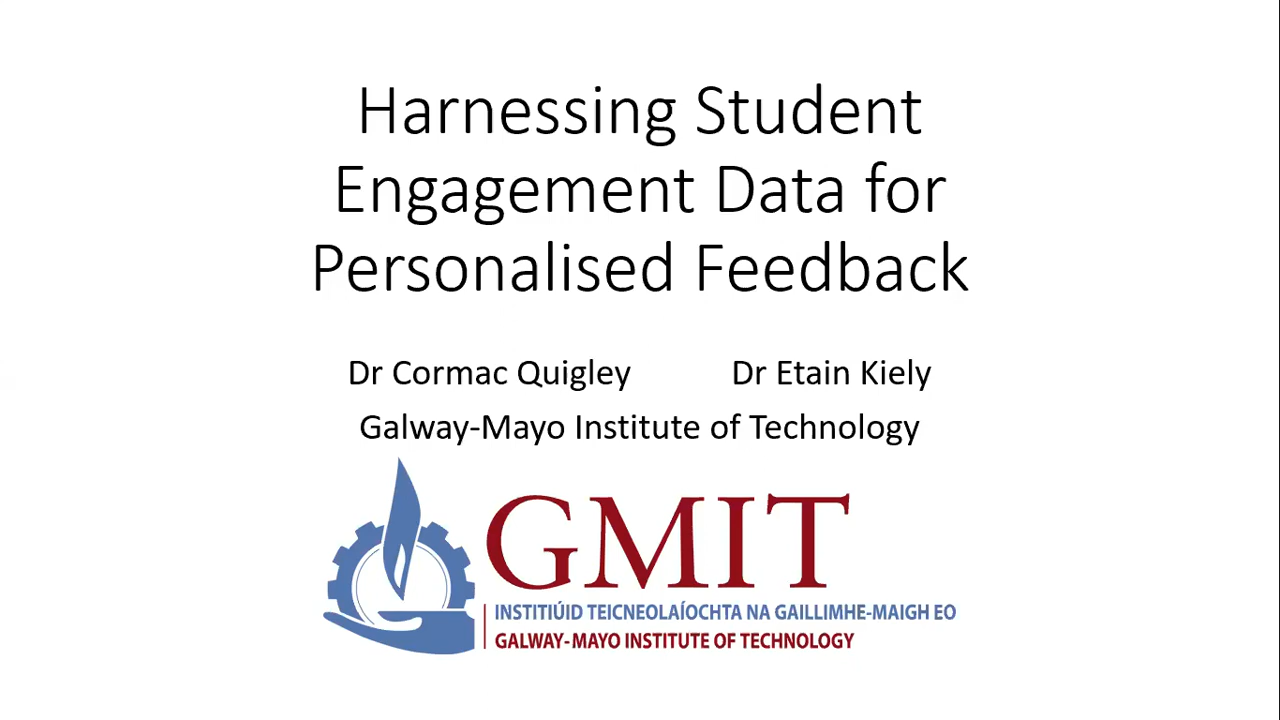 Harnessing Student
Engagement Data for
Personalised Feedback
Dr Cormac Quigley Dr Etain Kiely
Galway-Mayo Institute of Technology
GMIT
INSTITIÚID TEICNEOLAÍOCHTA NA GAILLIMHE-MAIGH EO
GALWAY-MAYO INSTITUTE OF TECHNOLOGY